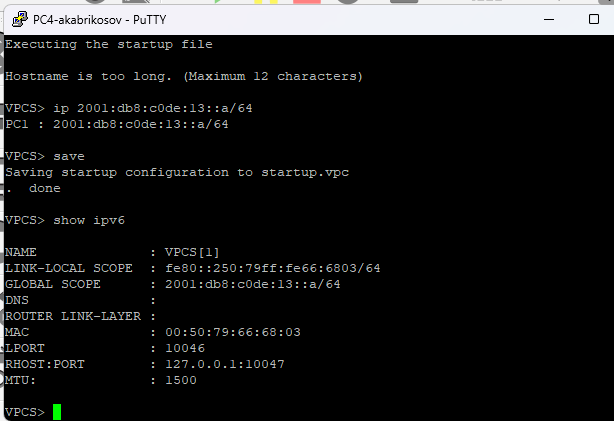 PC4-akabrikosov - PuTTY
Executing the startup file
Hostname is too long. (Maximum 12 characters)
VPCS> ip 2001:db8:c0de:13::a/64
PC1 : 2001:db8:c0de:13::a/64
VPCS> save
Saving startup configuration to startup.vpc
.  done
VPCS> show ipv6
NAME              : VPCS[1]
LINK-LOCAL SCOPE  : fe80::250:79ff:fe66:6803/64
GLOBAL SCOPE      : 2001:db8:c0de:13::a/64
DNS               :
ROUTER LINK-LAYER :
MAC               : 00:50:79:66:68:03
LPORT             : 10046
RHOST:PORT        : 127.0.0.1:10047
MTU:              : 1500
VPCS>